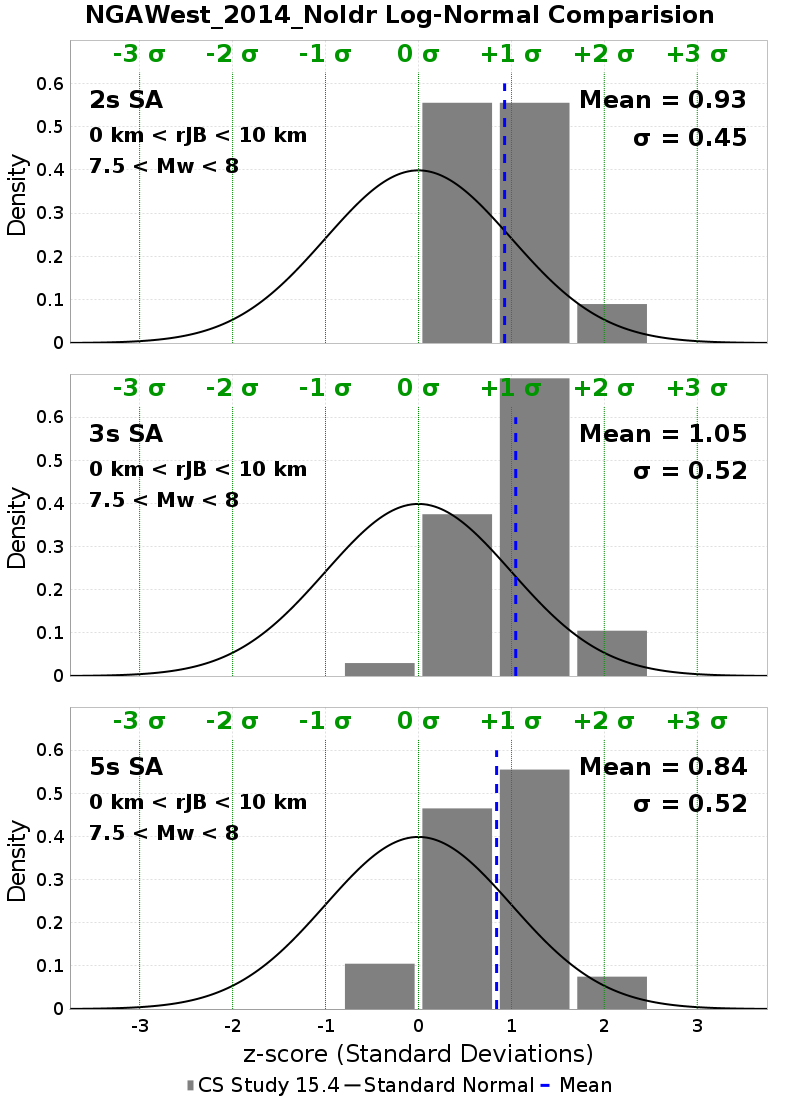 NGAWest_2014_NoIdr Log-Normal Comparision
-3 σ -2 σ -1 σ 0 σ +1 σ +2 σ +3 σ
2s SA
0 km < rJB < 10 km
7.5 < Mw < 8
Mean = 0.93
σ = 0.45
Density
0.6
0.5
0.4
0.3
0.2
0.1
0
-3 σ -2 σ -1 σ 0 σ +1 σ +2 σ +3 σ
3s SA
0 km < rJB < 10 km
7.5 < Mw < 8
Mean = 1.05
σ = 0.52
Density
0.6
0.5
0.4
0.3
0.2
0.1
0
-3 σ -2 σ -1 σ 0 σ +1 σ +2 σ +3 σ
5s SA
0 km < rJB < 10 km
7.5 < Mw < 8
Mean = 0.84
σ = 0.52
Density
0.6
0.5
0.4
0.3
0.2
0.1
0
-3 -2 -1 0 1 2 3
z-score (Standard Deviations)
CS Study 15.4 Standard Normal Mean